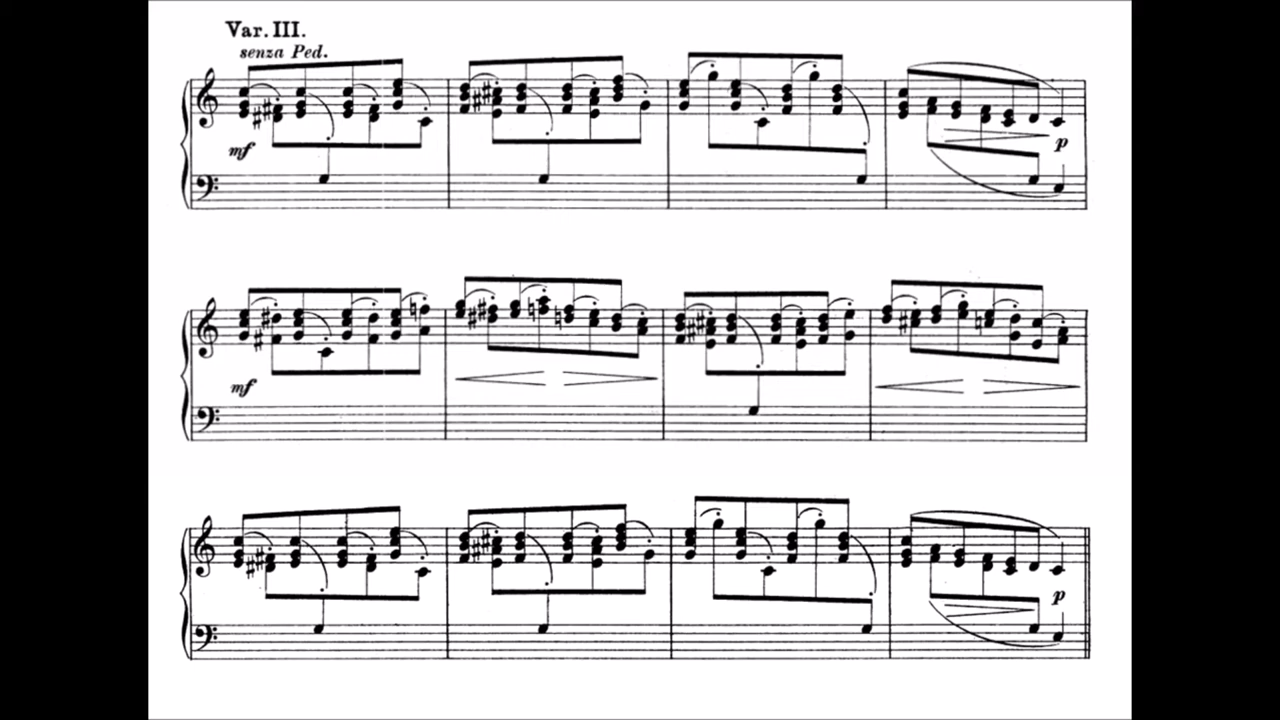 Var. III.
senza Ped.
mf
p
mf
p